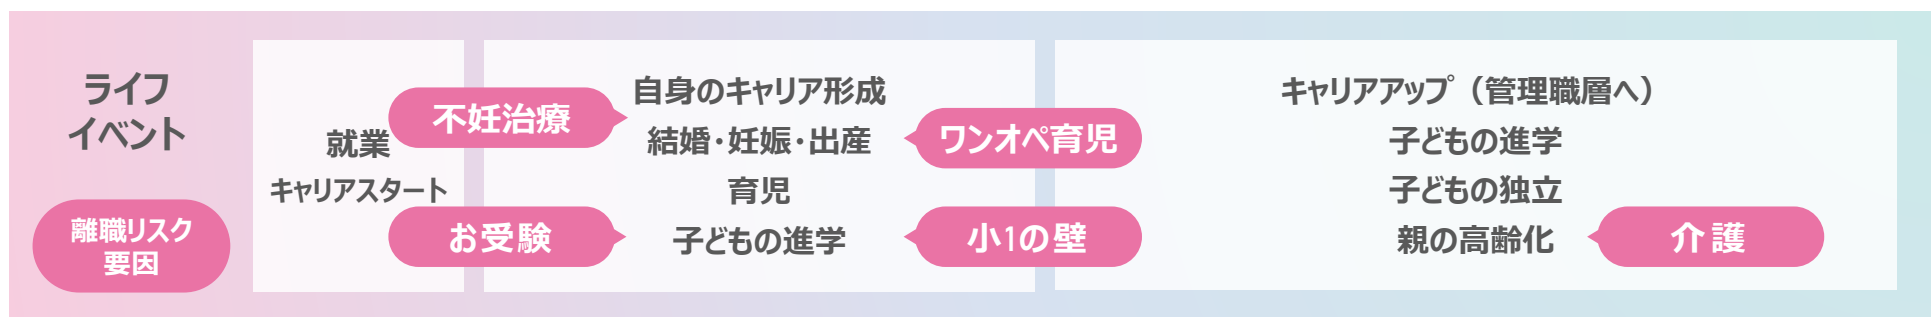 ライフ
イベント
離職リスク
要因
就業
キャリアスタート
不妊治療
お受験
自身のキャリア形成
結婚・妊娠・出産
育児
子どもの進学
ワンオペ育児
小1の壁
キャリアアップ（管理職層へ）
子どもの進学
子どもの独立
親の高齢化
介護